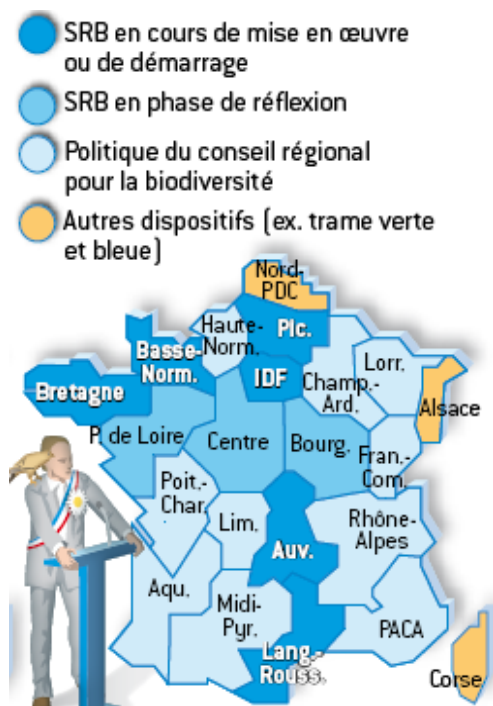 SRB en cours de mise en œuvre
ou de démarrage
SRB en phase de réflexion
Politique du conseil régional
pour la biodiversité
Autres dispositifs (ex. trame verte
et bleue)
Nord-
PDC
Haute-
Norm.
Pic.
Basse-
Norm.
IDF
Champ.-
Ard.
Lorr.
Alsace
Bretagne
P. de Loire
Centre
Bourg.
Fran.-
Com.
Poit.-
Char.
Lim.
Auv.
Rhône-
Alpes
Aqu.
Midi-
Pyr.
Lang.-
Rouss.
PACA
Corse